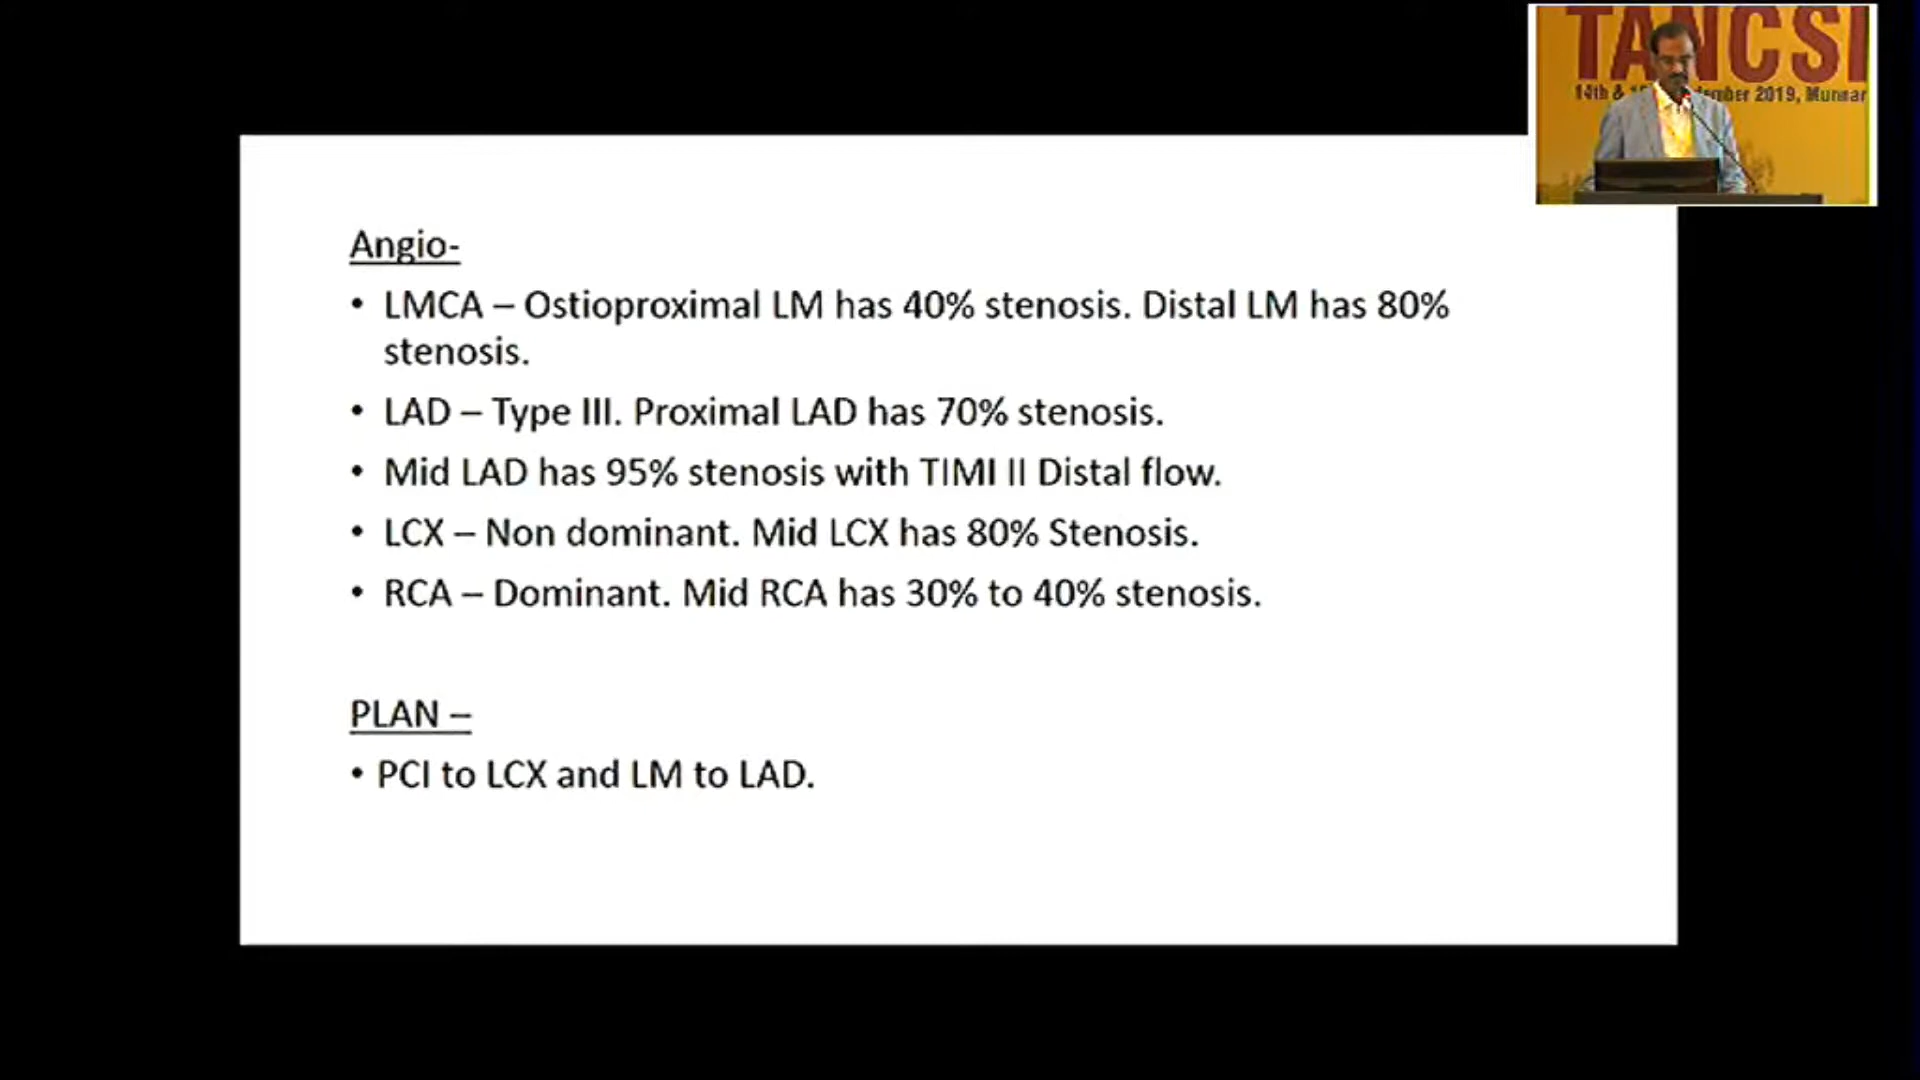 TANCSI
14th & 1 ember 2019, Munnar
Angio-
• LMCA – Ostioproximal LM has 40% stenosis. Distal LM has 80%
stenosis.
• LAD – Type III. Proximal LAD has 70% stenosis.
• Mid LAD has 95% stenosis with TIMI II Distal flow.
• LCX – Non dominant. Mid LCX has 80% Stenosis.
• RCA – Dominant. Mid RCA has 30% to 40% stenosis.
PLAN –
• PCI to LCX and LM to LAD.